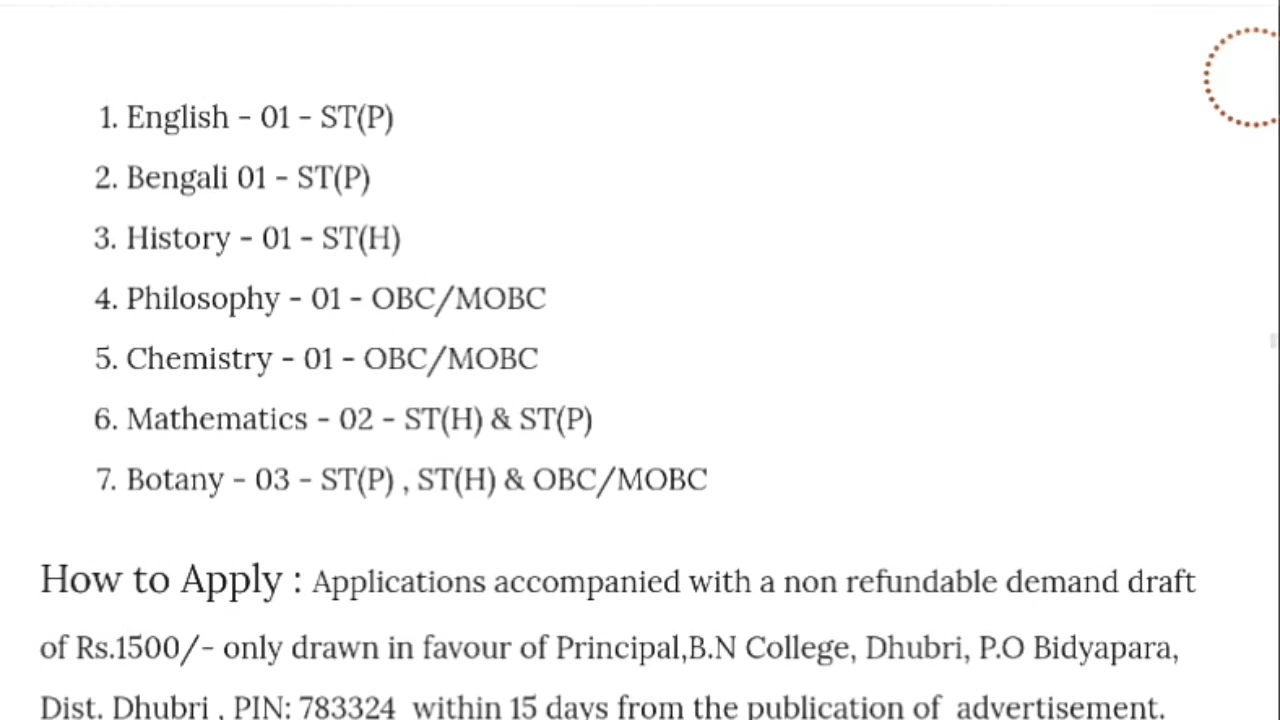 1. English - 01 - ST(P)
2. Bengali 01 - ST(P)
3. History - 01 - ST(H)
4. Philosophy - 01 - OBC/MOBC
5. Chemistry - 01 - OBC/MOBC
6. Mathematics - 02 - ST(H) & ST(P)
7. Botany - 03 - ST(P) , ST(H) & OBC/MOBC
How to Apply : Applications accompanied with a non refundable demand draft
of Rs.1500/- only drawn in favour of Principal,B.N College, Dhubri, P.O Bidyapara,
Dist. Dhubri , PIN: 783324 within 15 days from the publication of advertisement.